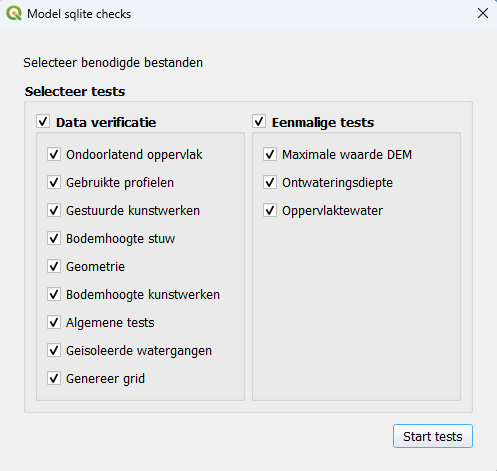 Model sqlite checks
Selecteer benodigde bestanden
Selecteer tests
Data verificatie
Ondoorlatend oppervlak
Gebruikte profielen
Gestuurde kunstwerken
Bodemhoogte stuw
Geometrie
Bodemhoogte kunstwerken
Algemene tests
Geisoleerde watergangen
Genereer grid
Eenmalige tests
Maximale waarde DEM
Ontwateringsdiepte
Oppervlaktewater
Start tests